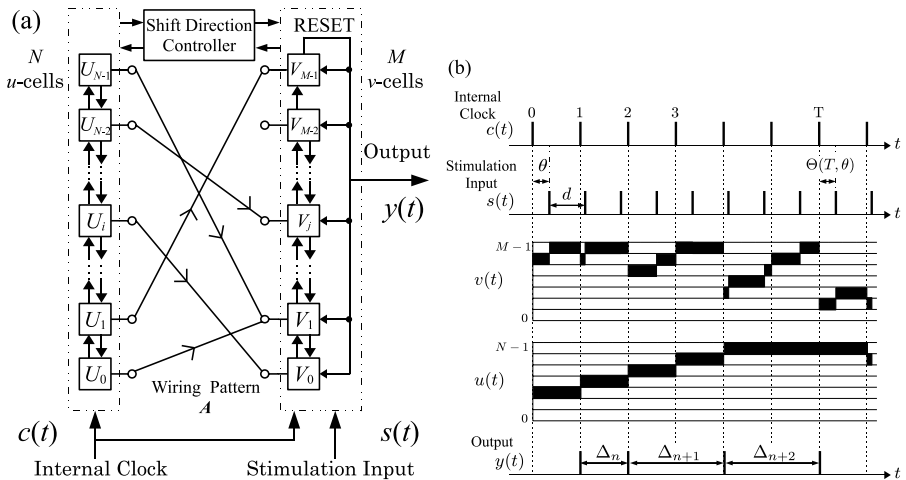 (a)
N
u-cells
Shift Direction
Controller
RESET
M
v-cells
U_{N-1}
U_{N-2}
U_i
U_1
U_0
V_{M-1}
V_{M-2}
V_j
V_1
V_0
Output
y(t)
Wiring Pattern
A
c(t)
s(t)
Internal Clock
Stimulation Input
(b)
Internal
Clock
c(t)
0 1 2 3 T
t
Stimulation
Input
s(t)
θ
d
Θ(T, θ)
t
M − 1
v(t)
0
N − 1
u(t)
0
Output
y(t)
Δ_n
Δ_{n+1}
Δ_{n+2}
t